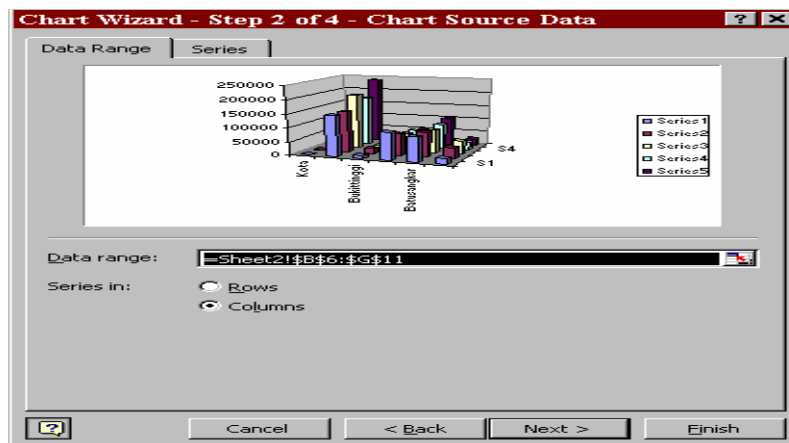 Chart Wizard - Step 2 of 4 - Chart Source Data
Data Range
Series
250000
200000
150000
100000
50000
0
Kota
Bukittinggi
Batusangkar
S1
S4
Series1
Series2
Series3
Series4
Series5
Data range:
=Sheet2!$B$6:$G$11
Series in:
Rows
Columns
Cancel
< Back
Next >
Finish